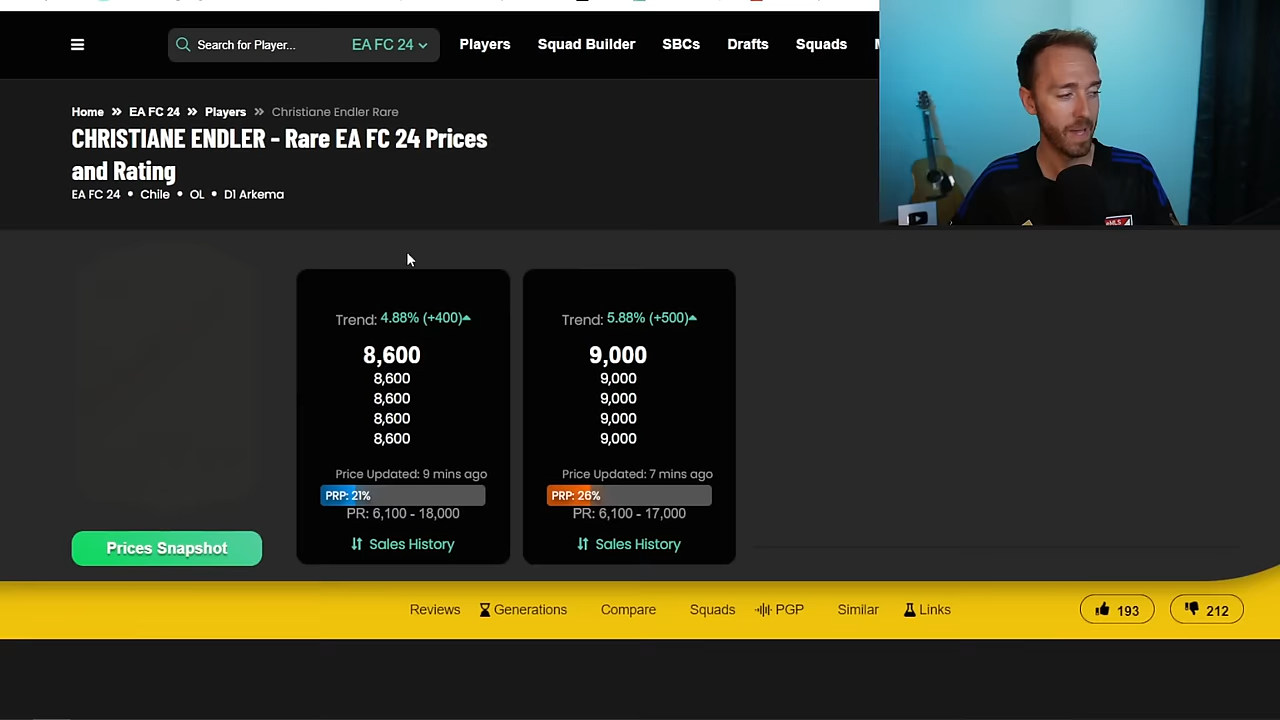 Search for Player...
EA FC 24
Players
Squad Builder
SBCs
Drafts
Squads
Home » EA FC 24 » Players » Christiane Endler Rare
CHRISTIANE ENDLER - Rare EA FC 24 Prices
and Rating
EA FC 24 • Chile • OL • D1 Arkema
Trend: 4.88% (+400)
8,600
8,600
8,600
8,600
8,600
Price Updated: 9 mins ago
PRP: 21%
PR: 6,100 - 18,000
Sales History
Trend: 5.88% (+500)
9,000
9,000
9,000
9,000
9,000
Price Updated: 7 mins ago
PRP: 26%
PR: 6,100 - 17,000
Sales History
Prices Snapshot
Reviews
Generations
Compare
Squads
PGP
Similar
Links
193
212
eMLS